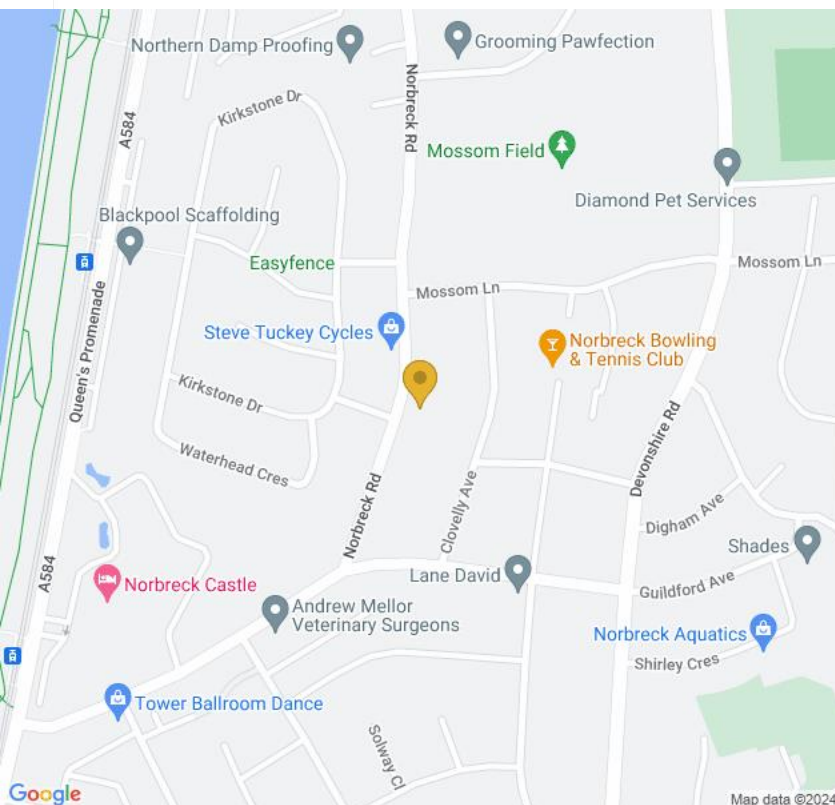 Northern Damp Proofing
Grooming Pawfection
Norbreck Rd
Kirkstone Dr
A584
Mossom Field
Diamond Pet Services
Blackpool Scaffolding
Easyfence
Mossom Ln
Mossom Ln
Queen's Promenade
Steve Tuckey Cycles
Norbreck Bowling
& Tennis Club
Kirkstone Dr
Devonshire Rd
Waterhead Cres
Norbreck Rd
Clovelly Ave
Digham Ave
Shades
A584
Norbreck Castle
Lane David
Guildford Ave
Andrew Mellor
Veterinary Surgeons
Norbreck Aquatics
Shirley Cres
Tower Ballroom Dance
Solway Cl
Google
Map data ©2024